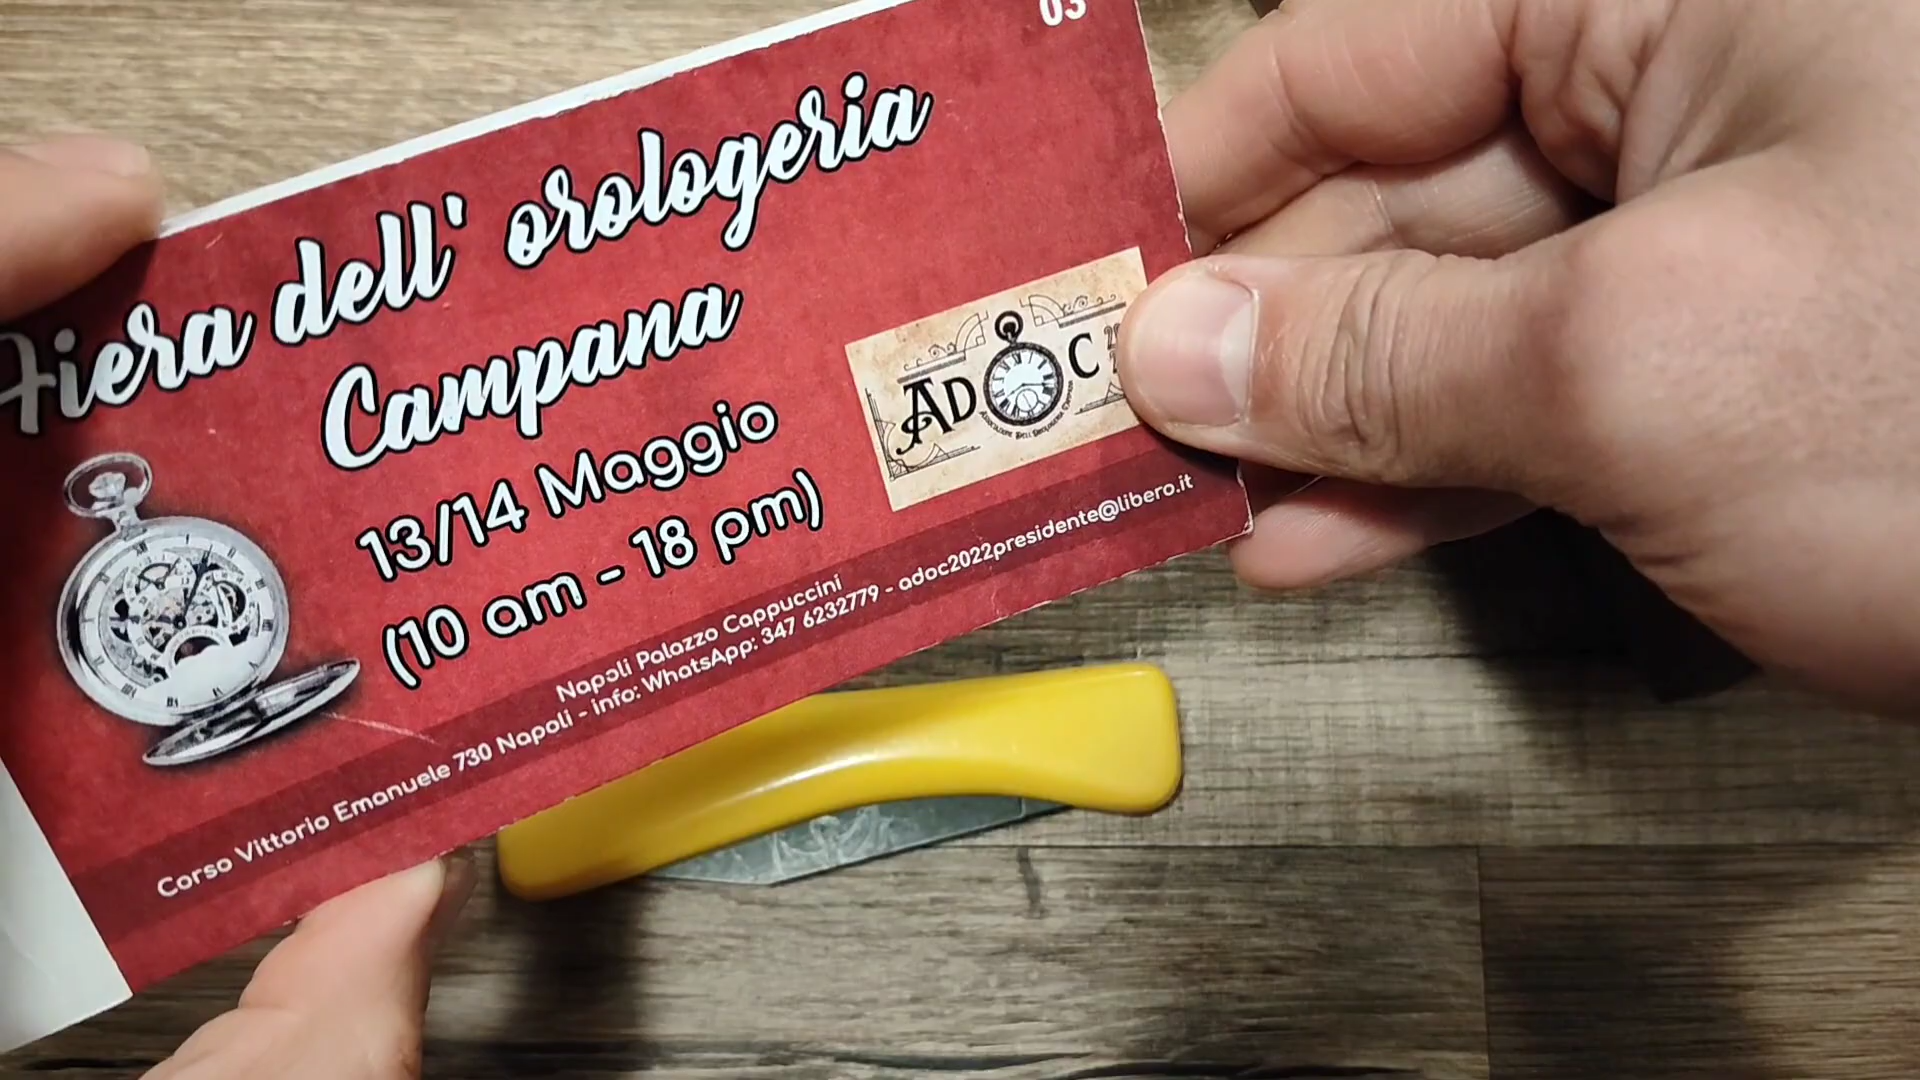 03
Fiera dell' orologeria
Campana
13/14 Maggio
(10 am - 18 pm)
ADOC
Napoli Palazzo Cappuccini
Corso Vittorio Emanuele 730 Napoli - info: WhatsApp: 347 6232779 - adoc2022presidente@libero.it